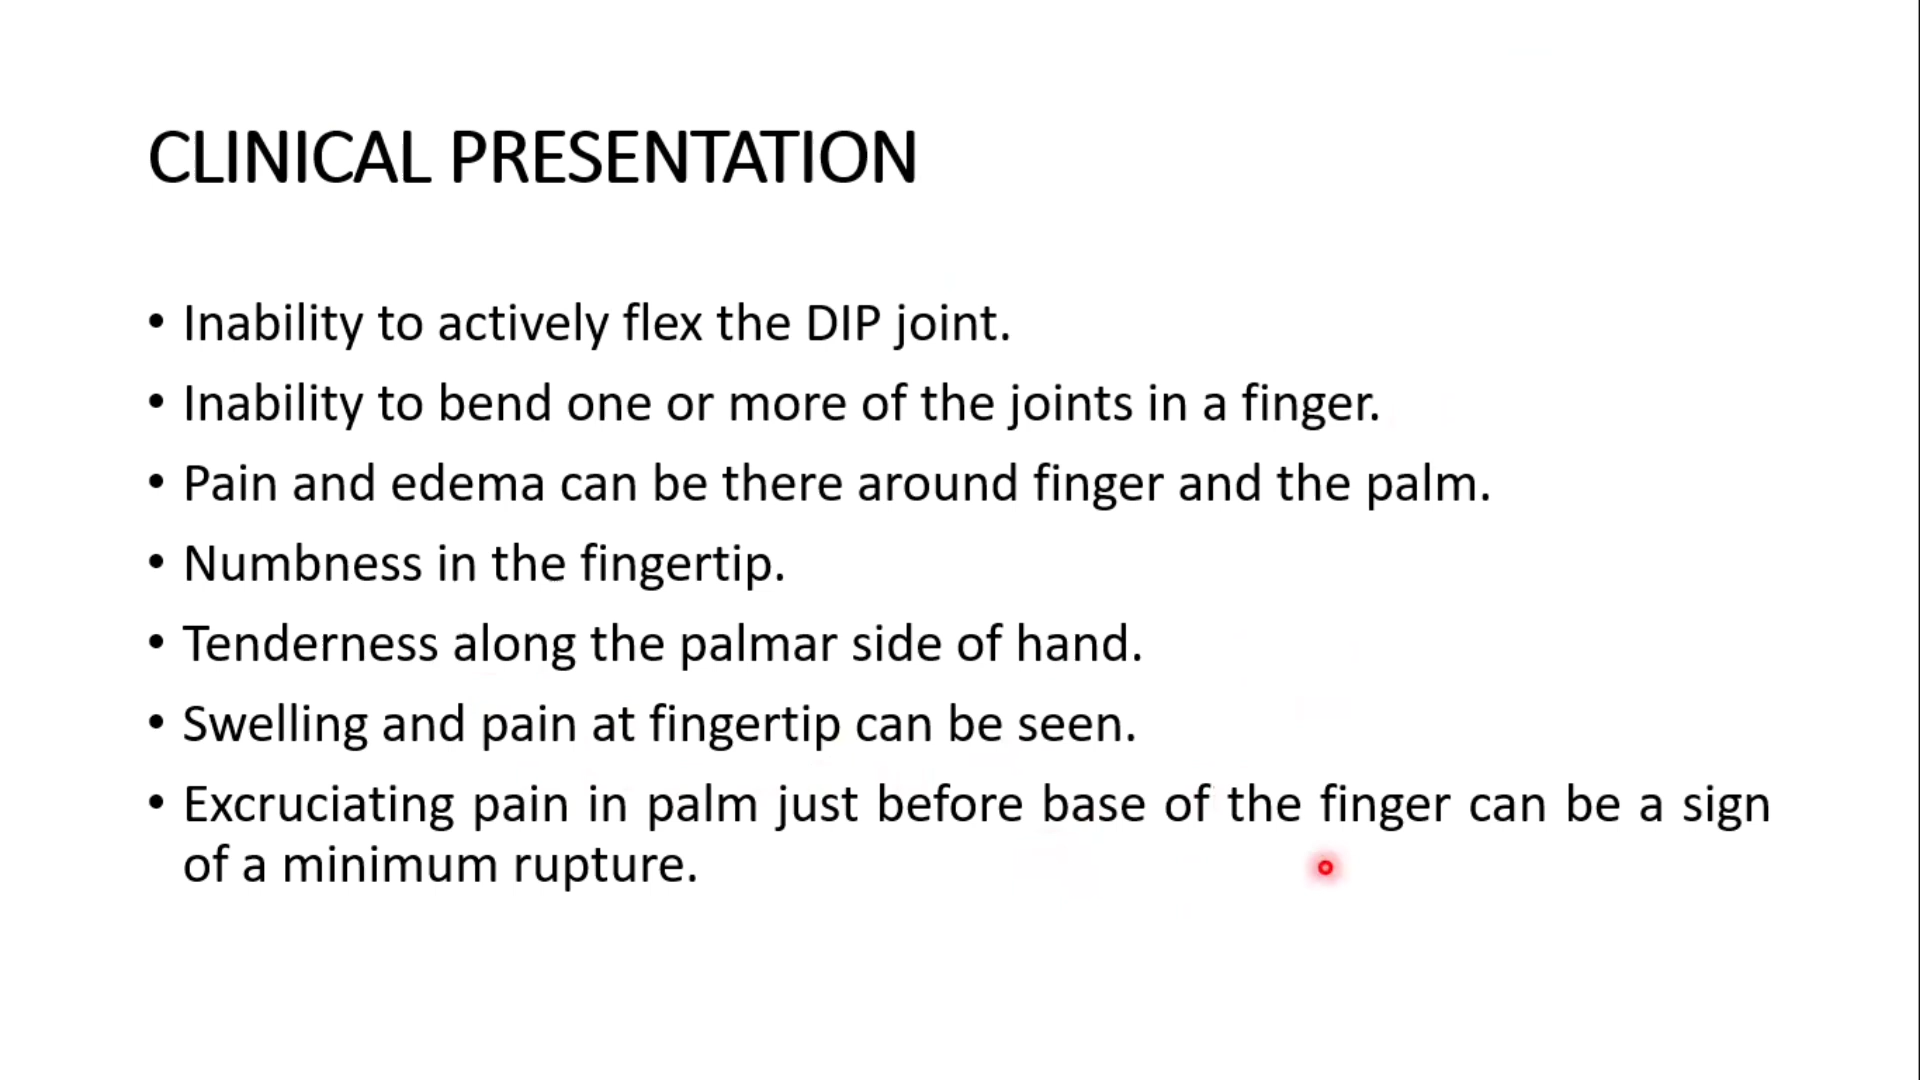 CLINICAL PRESENTATION
• Inability to actively flex the DIP joint.
• Inability to bend one or more of the joints in a finger.
• Pain and edema can be there around finger and the palm.
• Numbness in the fingertip.
• Tenderness along the palmar side of hand.
• Swelling and pain at fingertip can be seen.
• Excruciating pain in palm just before base of the finger can be a sign
of a minimum rupture.